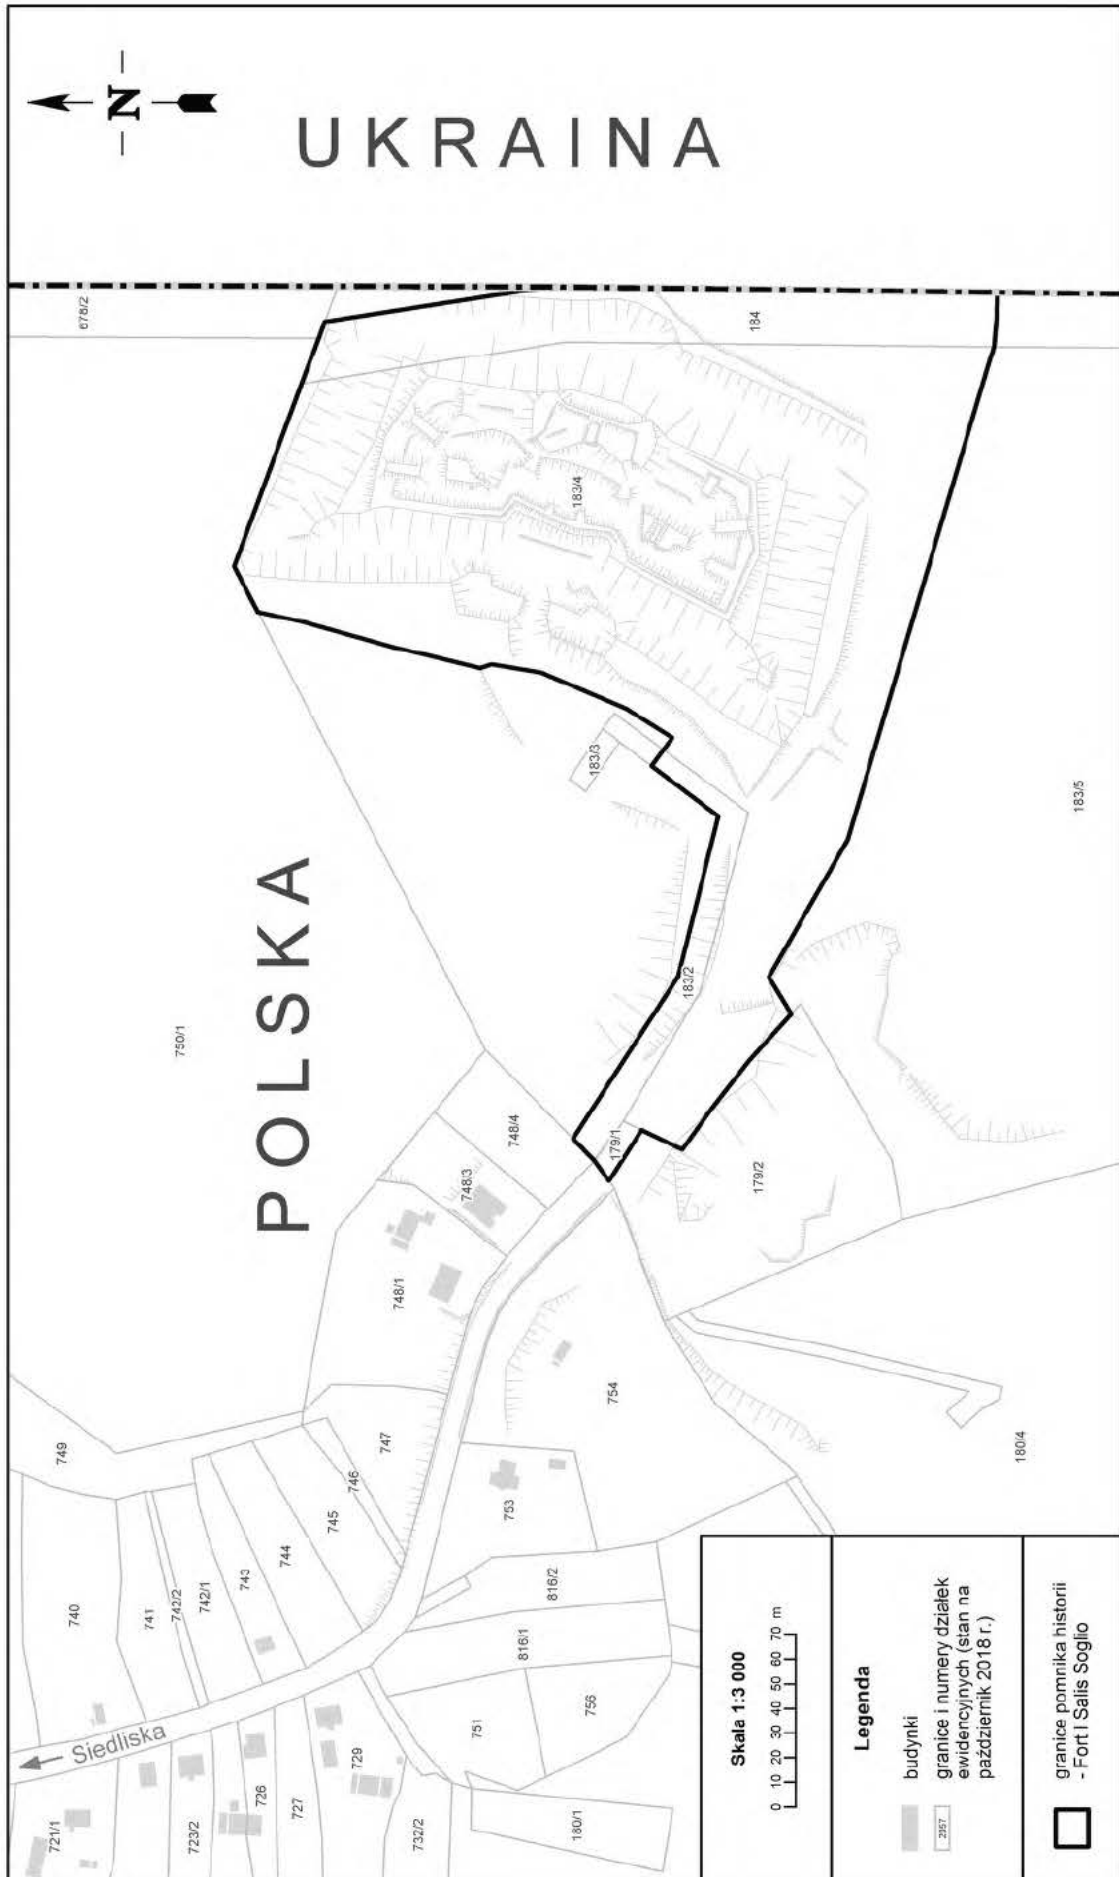 N
UKRAINA
678/2
184
183/4
183/3
183/5
POLSKA
750/1
183/2
748/4
179/1
748/3
179/2
748/1
754
749
747
746
180/4
745
753
740
744
743
741
742/2
742/1
816/2
816/1
756
751
Siedliska
729
726
727
721/1
723/2
732/2
180/1
Skala 1:3 000
0 10 20 30 40 50 60 70 m
Legenda
budynki
2357
granice i numery działek
ewidencyjnych (stan na
październik 2018 r.)
granice pomnika historii
- Fort I Salis Soglio